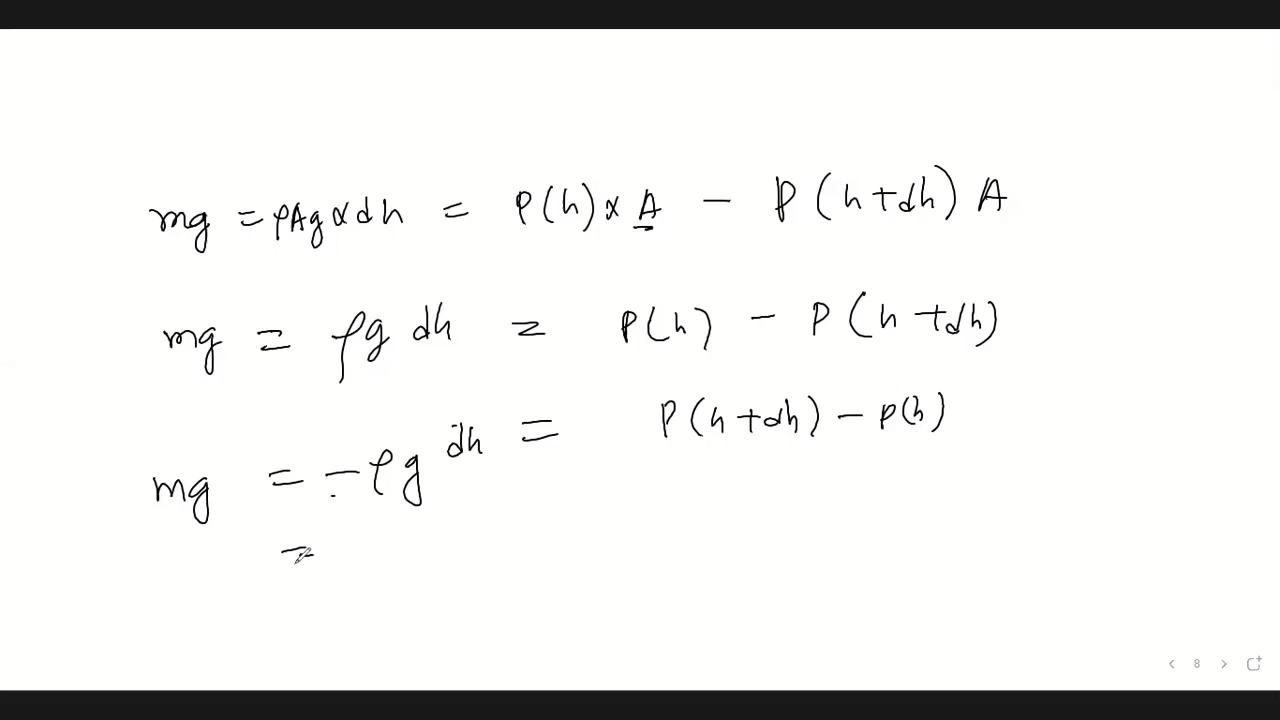 mg = ρAg × dh = P(h) × A − P(h+dh) A
mg = ρg dh = P(h) − P(h+dh)
mg = −ρg dh = P(h+dh) − P(h)
=
8